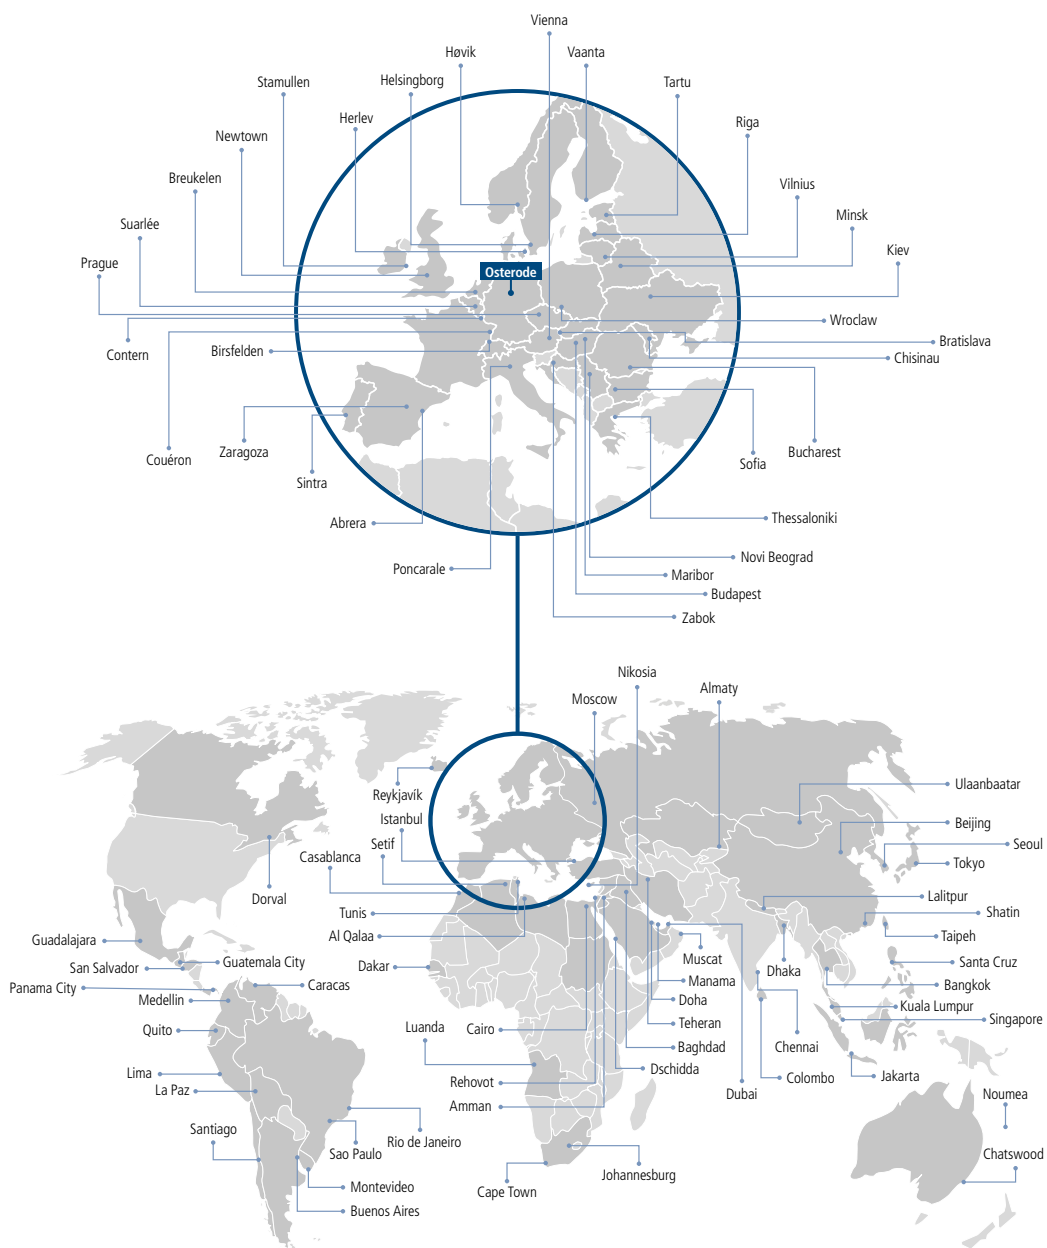 Vienna
Høvik
Vaanta
Stamullen
Helsingborg
Tartu
Herlev
Riga
Newtown
Breukelen
Vilnius
Suarlée
Minsk
Prague
Kiev
Osterode
Wroclaw
Contern
Birsfelden
Bratislava
Chisinau
Couéron
Zaragoza
Sofia
Bucharest
Sintra
Abrera
Thessaloniki
Poncarale
Novi Beograd
Maribor
Budapest
Zabok
Nikosia
Moscow
Almaty
Reykjavík
Ulaanbaatar
Istanbul
Beijing
Setif
Seoul
Casablanca
Tokyo
Dorval
Lalitpur
Tunis
Shatin
Al Qalaa
Taipeh
Guadalajara
Muscat
Guatemala City
San Salvador
Dakar
Dhaka
Santa Cruz
Panama City
Caracas
Manama
Bangkok
Medellin
Doha
Kuala Lumpur
Quito
Luanda
Cairo
Teheran
Singapore
Baghdad
Chennai
Lima
La Paz
Rehovot
Dschidda
Colombo
Jakarta
Amman
Dubai
Noumea
Santiago
Rio de Janeiro
Sao Paulo
Chatswood
Johannesburg
Montevideo
Cape Town
Buenos Aires